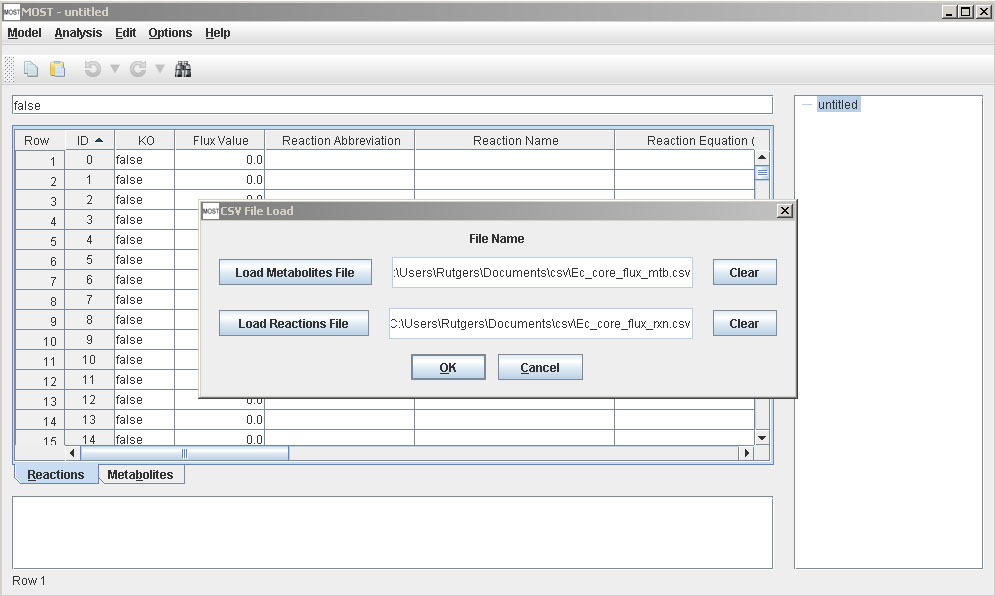 MOST MOST - untitled
Model Analysis Edit Options Help
false
untitled
Row ID KO Flux Value Reaction Abbreviation Reaction Name Reaction Equation (
1 0 false 0.0
2 1 false 0.0
3 2 false 0.0
4 3 false
5 4 false
6 5 false
7 6 false
8 7 false
9 8 false
10 9 false
11 10 false
12 11 false
13 12 false 0.0
14 13 false 0.0
15 14 false 0.0
MOST CSV File Load
File Name
Load Metabolites File :\Users\Rutgers\Documents\csv\Ec_core_flux_mtb.csv Clear
Load Reactions File C:\Users\Rutgers\Documents\csv\Ec_core_flux_rxn.csv Clear
OK Cancel
Reactions Metabolites
Row 1